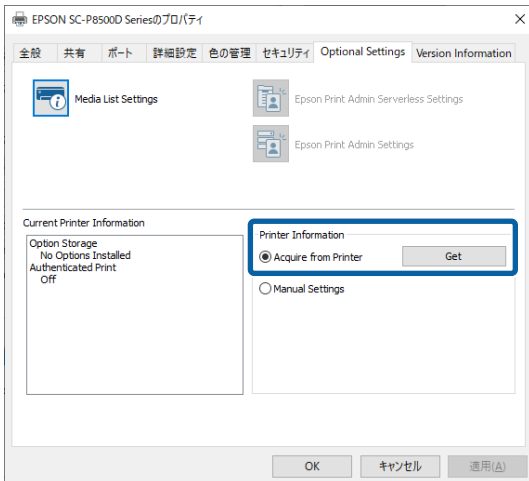 EPSON SC-P8500D Seriesのプロパティ
全般 共有 ポート 詳細設定 色の管理 セキュリティ Optional Settings Version Information
Media List Settings
Epson Print Admin Serverless Settings
Epson Print Admin Settings
Current Printer Information
Option Storage
No Options Installed
Authenticated Print
Off
Printer Information
Acquire from Printer Get
Manual Settings
OK キャンセル 適用(A)